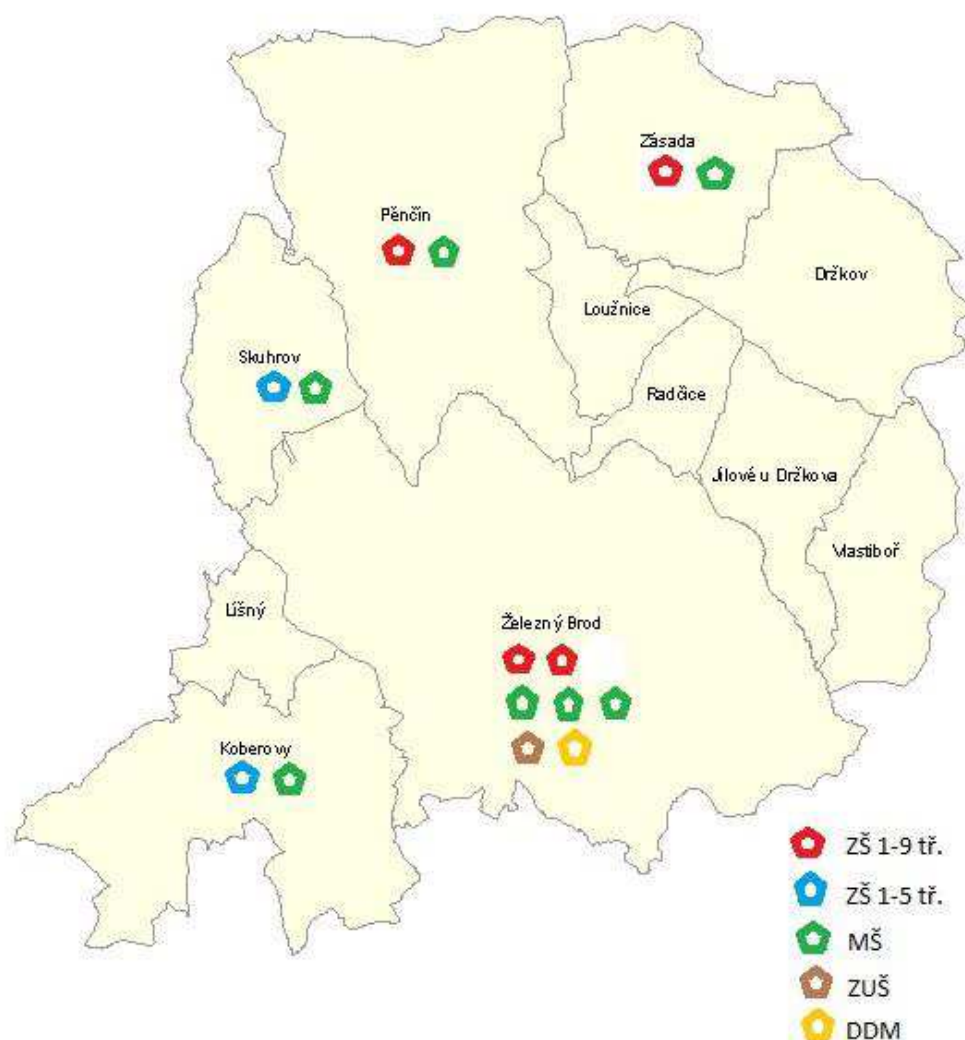 Zásada
Pěnčín
Držkov
Loužnice
Skuhrov
Radčice
Jílové u Držkova
Vlastiboř
Líšný
Železný Brod
Koberovy
ZŠ 1-9 tř.
ZŠ 1-5 tř.
MŠ
ZUŠ
DDM